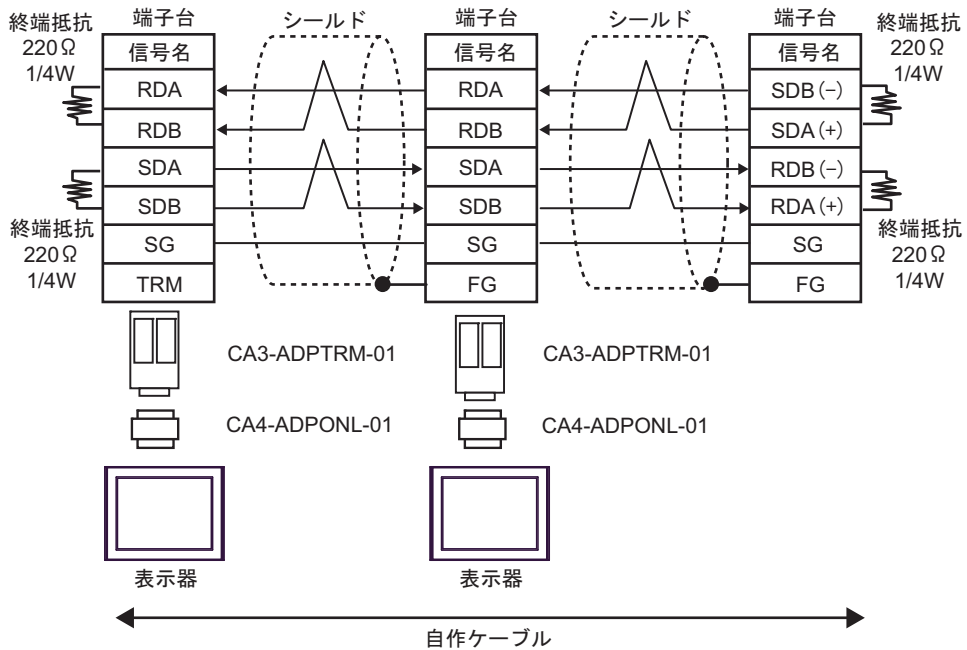 終端抵抗
220Ω
1/4W
端子台
シールド
端子台
シールド
端子台
終端抵抗
220Ω
1/4W
信号名
信号名
信号名
RDA
RDA
SDB(−)
RDB
RDB
SDA(+)
SDA
SDA
RDB(−)
SDB
SDB
RDA(+)
終端抵抗
220Ω
1/4W
SG
SG
SG
終端抵抗
220Ω
1/4W
TRM
FG
FG
CA3-ADPTRM-01
CA3-ADPTRM-01
CA4-ADPONL-01
CA4-ADPONL-01
表示器
表示器
自作ケーブル